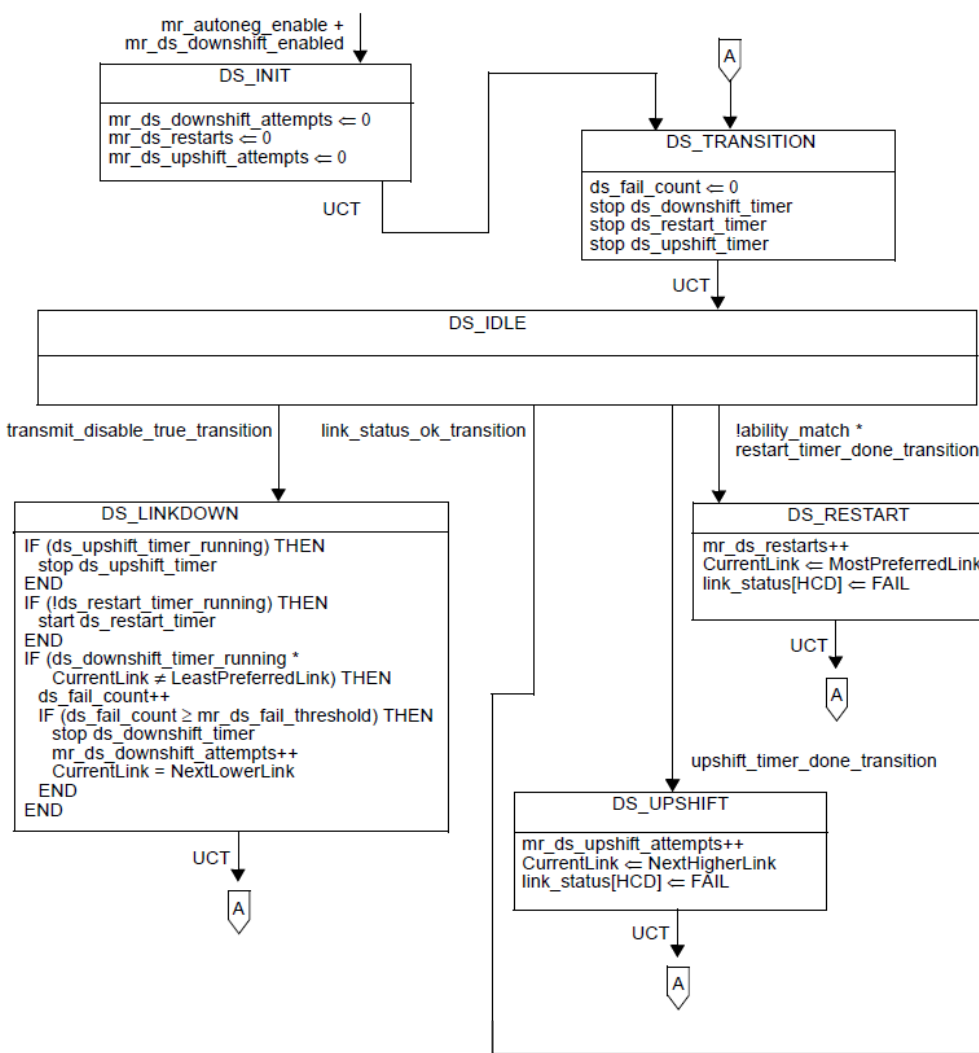 mr_autoneg_enable +
mr_ds_downshift_enabled
DS_INIT
mr_ds_downshift_attempts ⇐ 0
mr_ds_restarts ⇐ 0
mr_ds_upshift_attempts ⇐ 0
UCT
A
DS_TRANSITION
ds_fail_count ⇐ 0
stop ds_downshift_timer
stop ds_restart_timer
stop ds_upshift_timer
UCT
DS_IDLE
transmit_disable_true_transition
link_status_ok_transition
!ability_match *
restart_timer_done_transition
DS_LINKDOWN
IF (ds_upshift_timer_running) THEN
stop ds_upshift_timer
END
IF (!ds_restart_timer_running) THEN
start ds_restart_timer
END
IF (ds_downshift_timer_running *
CurrentLink ≠ LeastPreferredLink) THEN
ds_fail_count++
IF (ds_fail_count ≥ mr_ds_fail_threshold) THEN
stop ds_downshift_timer
mr_ds_downshift_attempts++
CurrentLink = NextLowerLink
END
END
UCT
A
DS_RESTART
mr_ds_restarts++
CurrentLink ⇐ MostPreferredLink
link_status[HCD] ⇐ FAIL
UCT
A
upshift_timer_done_transition
DS_UPSHIFT
mr_ds_upshift_attempts++
CurrentLink ⇐ NextHigherLink
link_status[HCD] ⇐ FAIL
UCT
A